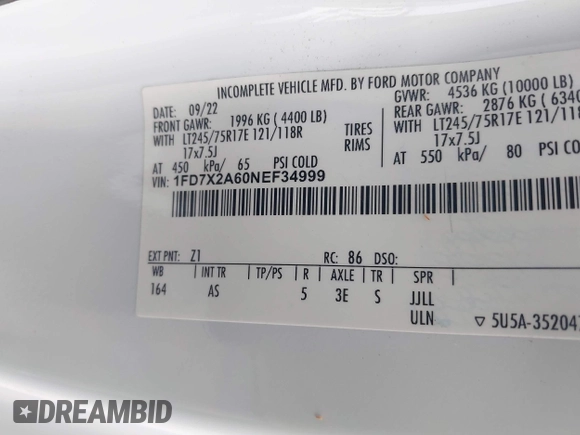 INCOMPLETE VEHICLE MFD. BY FORD MOTOR COMPANY
DATE: 09/22 GVWR: 4536 KG (10000 LB)
FRONT GAWR: 1996 KG (4400 LB) REAR GAWR: 2876 KG (634
WITH LT245/75R17E 121/118R TIRES WITH LT245/75R17E 121/118
17x7.5J RIMS 17x7.5J
AT 450 kPa/ 65 PSI COLD AT 550 kPa/ 80 PSI COL
VIN: 1FD7X2A60NEF34999
EXT PNT: Z1 RC: 86 DSO:
WB INT TR TP/PS R AXLE TR SPR
164 AS 5 3E S JJLL
ULN ▽ 5U5A-35204
DREAMBID